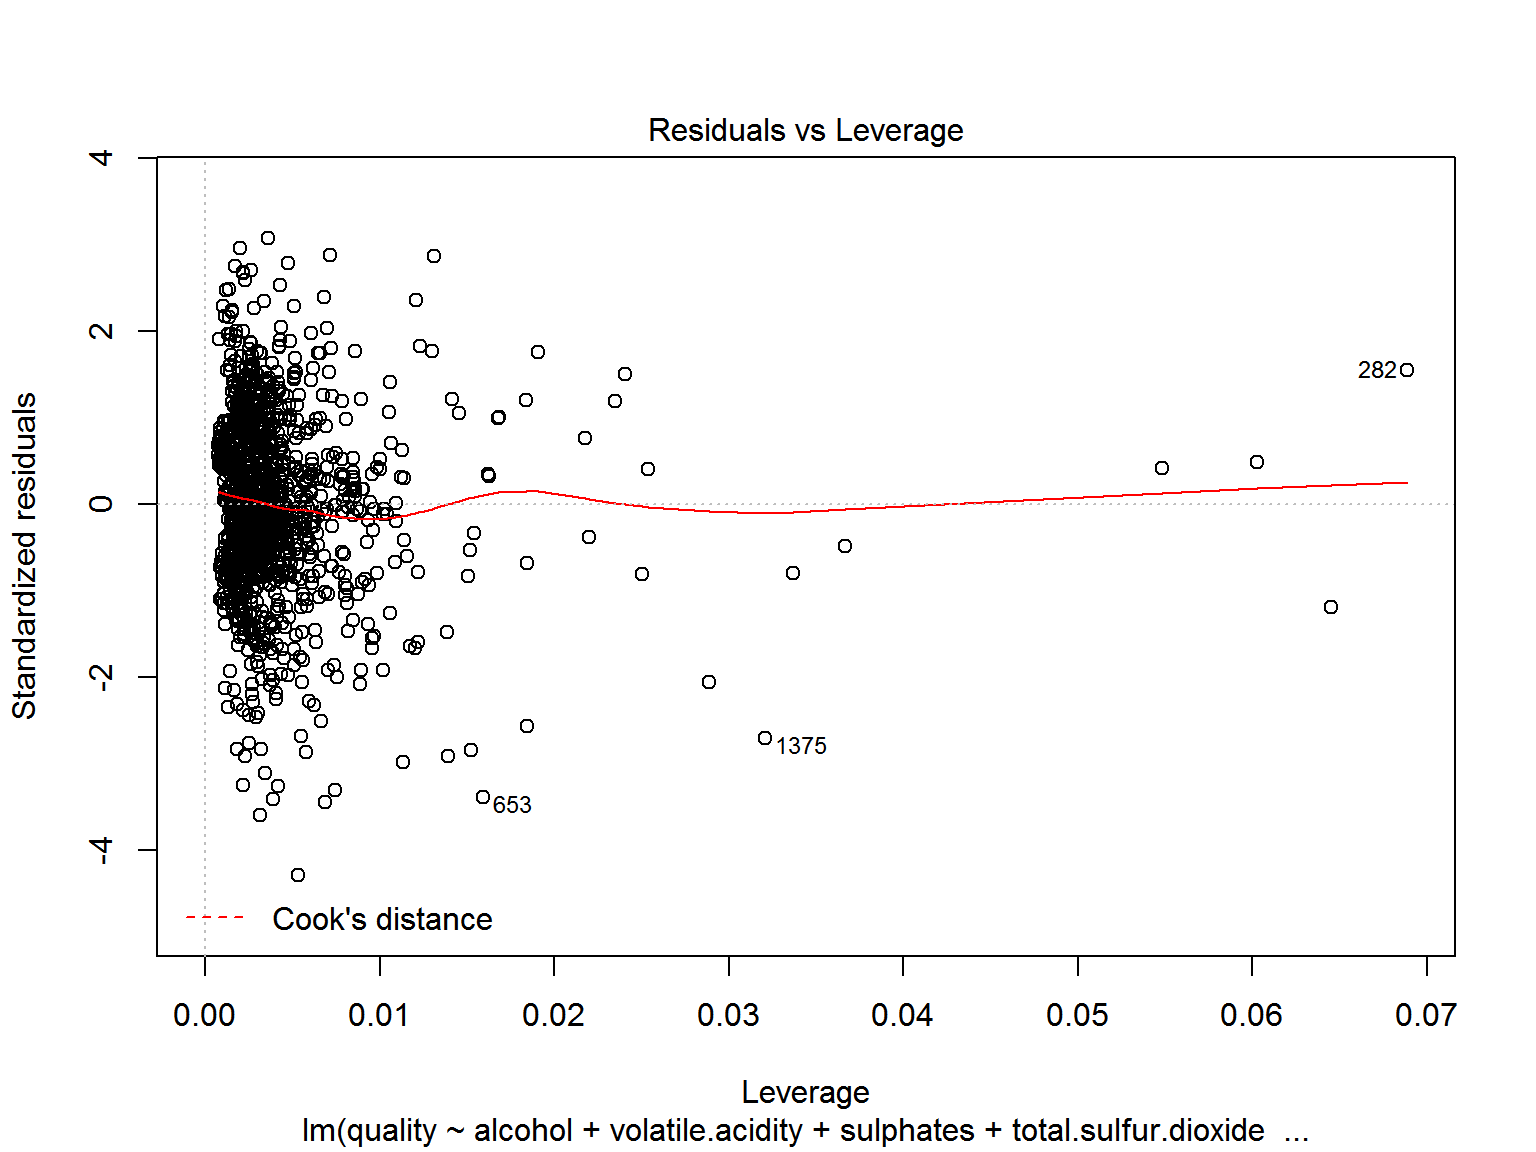 Residuals vs Leverage
4
2
0
-2
-4
Standardized residuals
282
1375
653
Cook's distance
0.00 0.01 0.02 0.03 0.04 0.05 0.06 0.07
Leverage
lm(quality ~ alcohol + volatile.acidity + sulphates + total.sulfur.dioxide ...